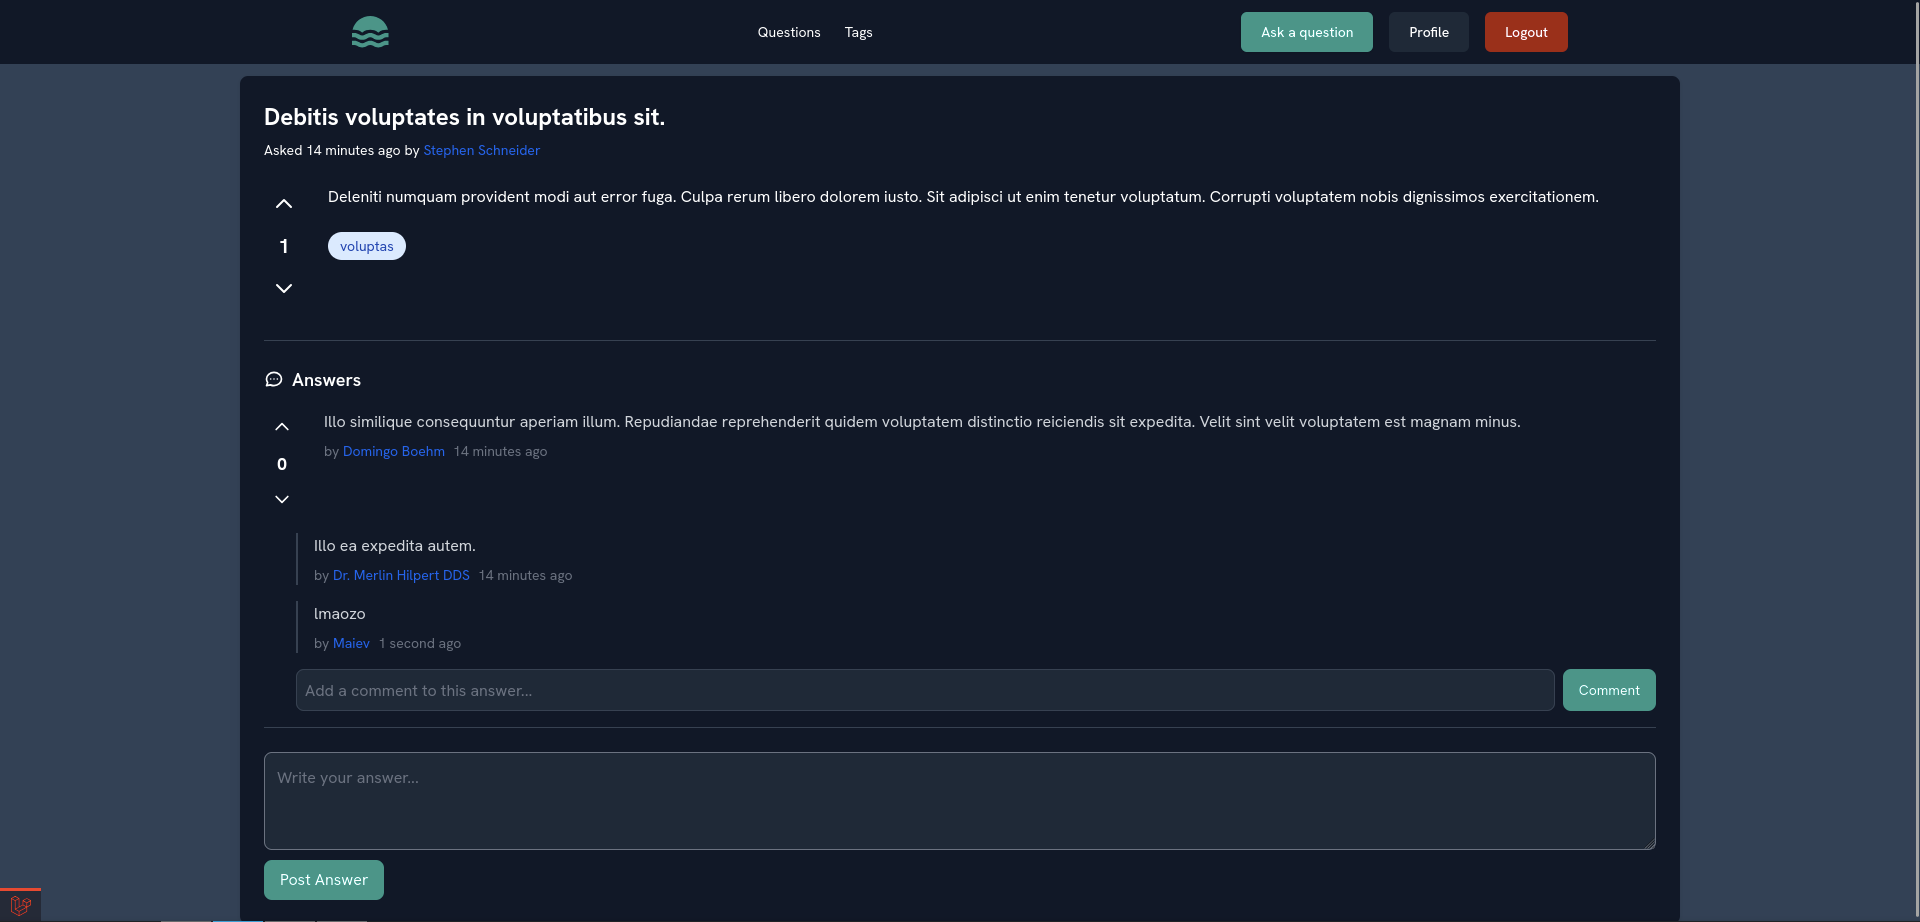 Questions Tags Ask a question Profile Logout
Debitis voluptates in voluptatibus sit.
Asked 14 minutes ago by Stephen Schneider
Deleniti numquam provident modi aut error fuga. Culpa rerum libero dolorem iusto. Sit adipisci ut enim tenetur voluptatum. Corrupti voluptatem nobis dignissimos exercitationem.
1
voluptas
Answers
Illo similique consequuntur aperiam illum. Repudiandae reprehenderit quidem voluptatem distinctio reiciendis sit expedita. Velit sint velit voluptatem est magnam minus.
by Domingo Boehm 14 minutes ago
0
Illo ea expedita autem.
by Dr. Merlin Hilpert DDS 14 minutes ago
lmaozo
by Maiev 1 second ago
Add a comment to this answer... Comment
Write your answer...
Post Answer